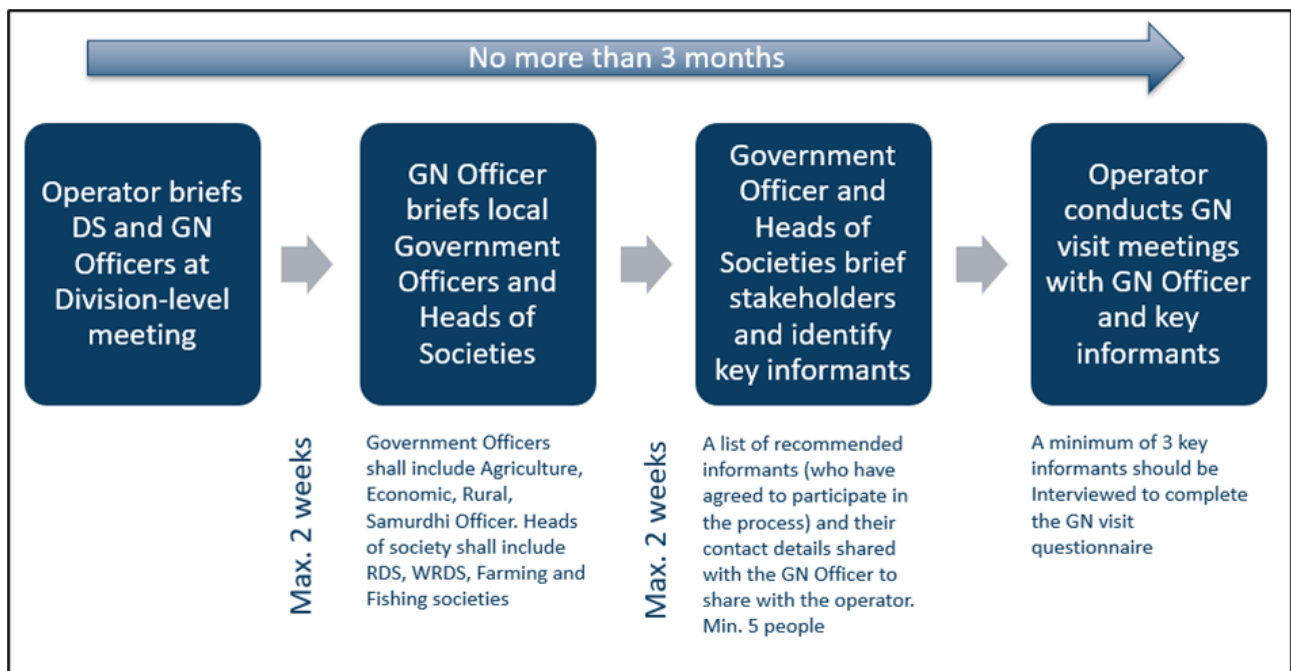 No more than 3 months
Operator briefs
DS and GN
Officers at
Division-level
meeting
GN Officer
briefs local
Government
Officers and
Heads of
Societies
Government
Officer and
Heads of
Societies brief
stakeholders
and identify
key informants
Operator
conducts GN
visit meetings
with GN Officer
and key
informants
Max. 2 weeks
Government Officers
shall include Agriculture,
Economic, Rural,
Samurdhi Officer. Heads
of society shall include
RDS, WRDS, Farming and
Fishing societies
Max. 2 weeks
A list of recommended
informants (who have
agreed to participate in
the process) and their
contact details shared
with the GN Officer to
share with the operator.
Min. 5 people
A minimum of 3 key
informants should be
Interviewed to complete
the GN visit
questionnaire